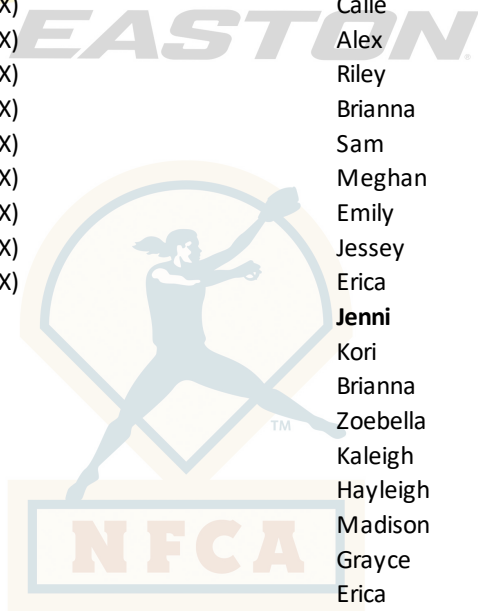 X) Calle
EASTON
X) Alex
X) Riley
X) Brianna
X) Sam
X) Meghan
X) Emily
X) Jessey
X) Erica
Jenni
Kori
Brianna
TM
Zoebella
Kaleigh
Hayleigh
Madison
NFCA
Grayce
Erica